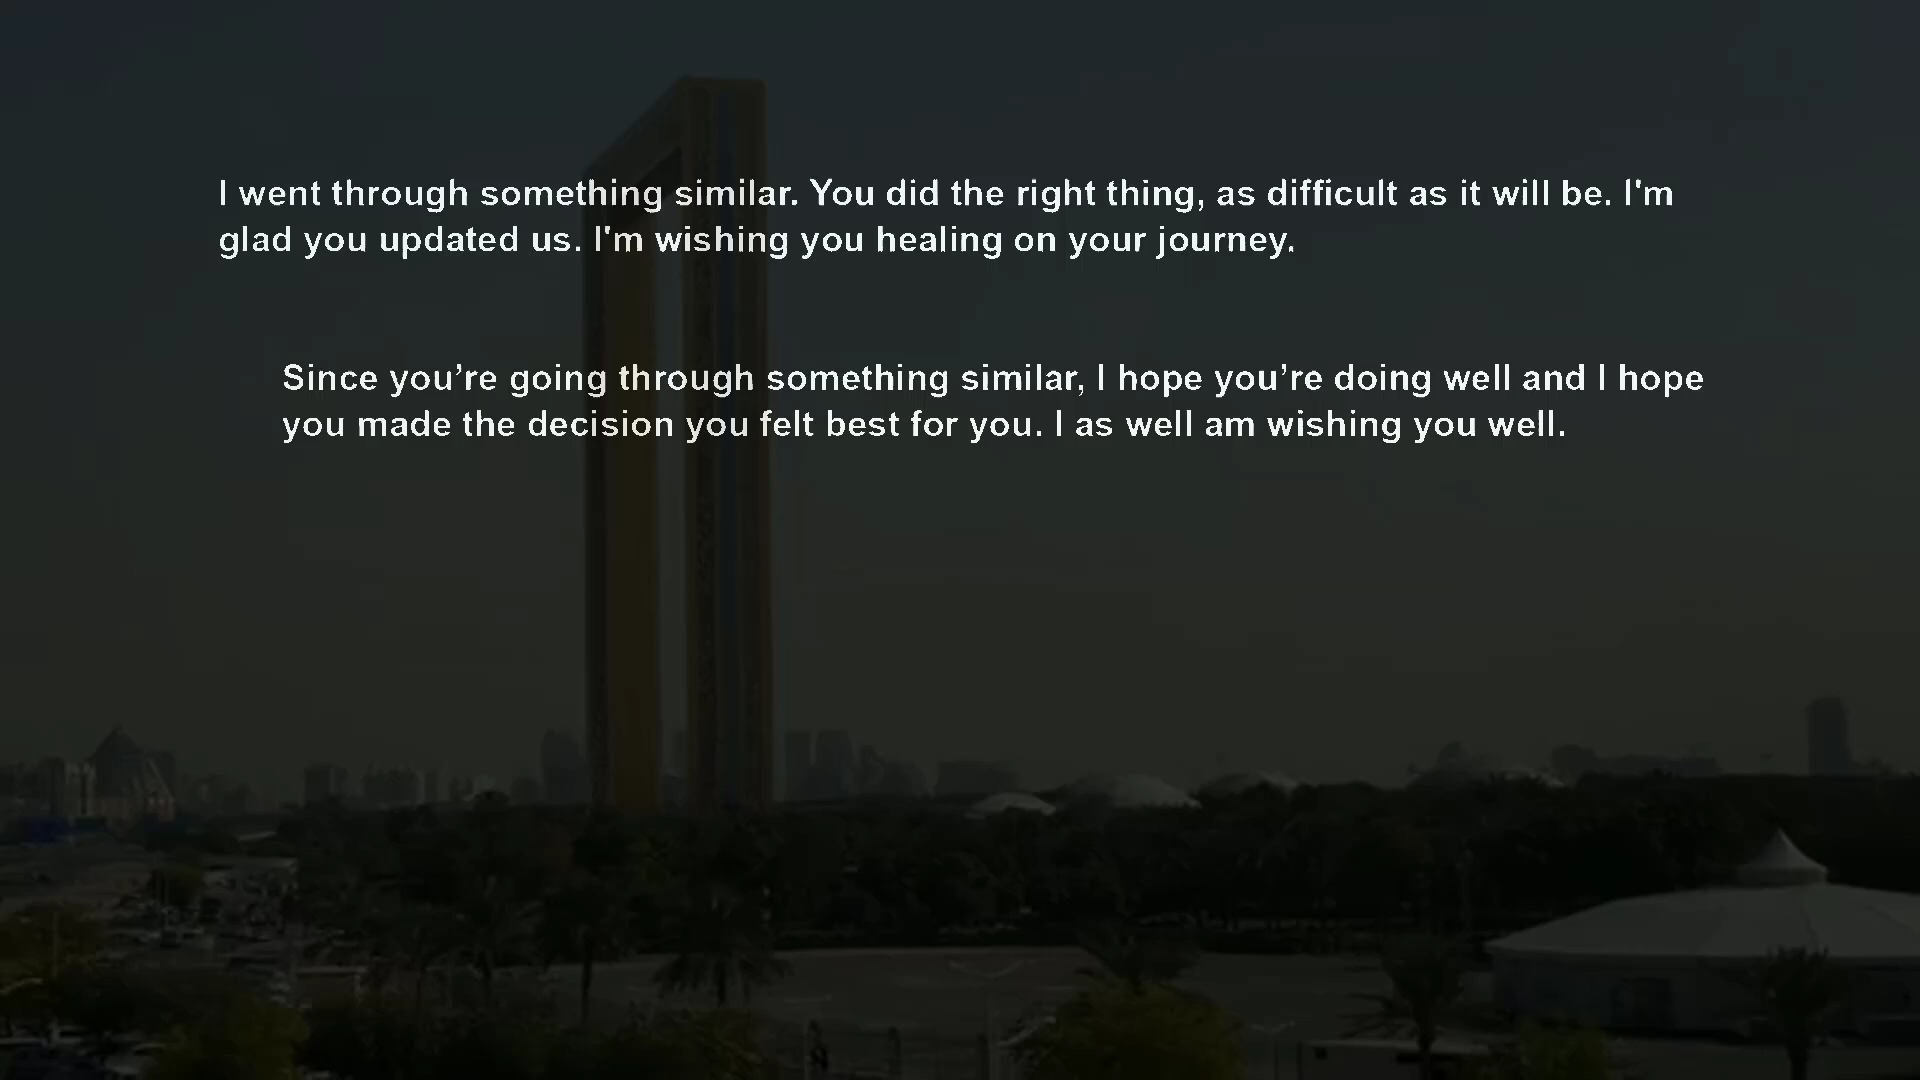 I went through something similar. You did the right thing, as difficult as it will be. I'm
glad you updated us. I'm wishing you healing on your journey.
Since you’re going through something similar, I hope you’re doing well and I hope
you made the decision you felt best for you. I as well am wishing you well.